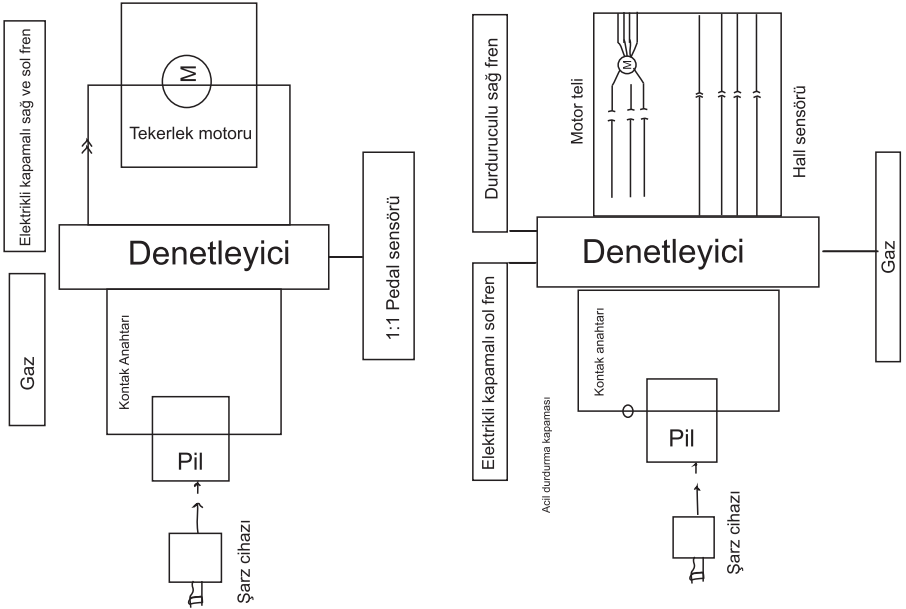 Elektrikli kapamalı sağ ve sol fren
M
Tekerlek motoru
Denetleyici
1:1 Pedal sensörü
Gaz
Kontak Anahtarı
Pil
Şarz cihazı
Durduruculu sağ fren
Motor teli
M
Hall sensörü
Denetleyici
Gaz
Elektrikli kapamalı sol fren
Kontak anahtarı
Acil durdurma kapaması
Pil
Şarz cihazı